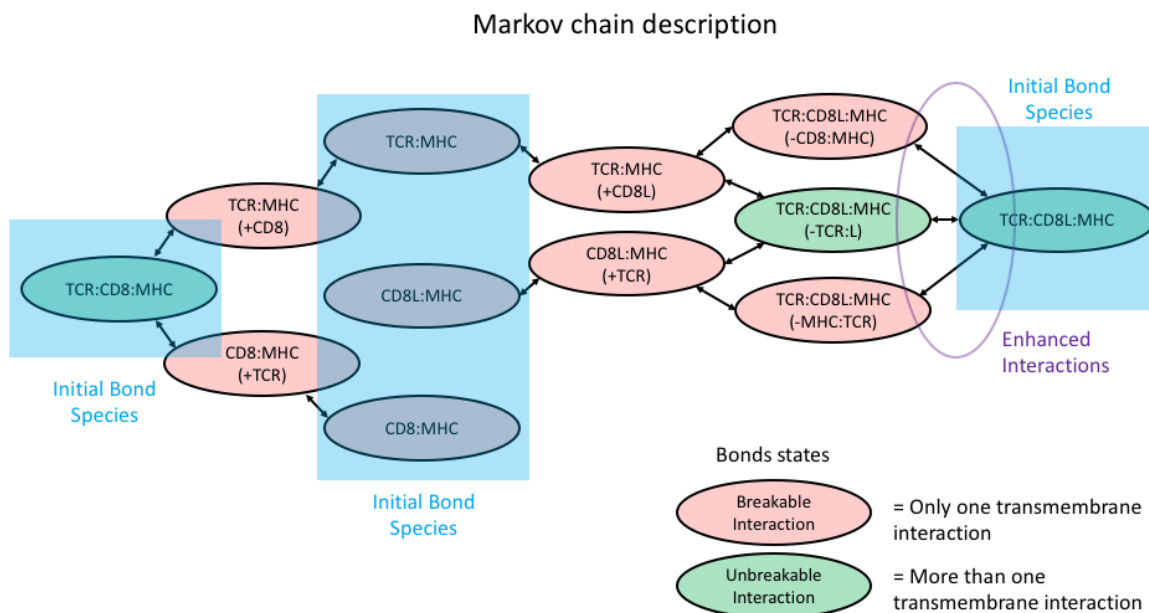 Markov chain description
Initial Bond
Species
TCR:CD8L:MHC
(-CD8:MHC)
TCR:MHC
TCR:MHC
(+CD8L)
TCR:MHC
(+CD8)
TCR:CD8L:MHC
(-TCR:L)
TCR:CD8L:MHC
CD8L:MHC
(+TCR)
TCR:CD8:MHC
CD8L:MHC
TCR:CD8L:MHC
(-MHC:TCR)
Enhanced
Interactions
CD8:MHC
(+TCR)
Initial Bond
Species
CD8:MHC
Initial Bond
Species
Bonds states
Breakable
Interaction
= Only one transmembrane
interaction
Unbreakable
Interaction
= More than one
transmembrane interaction